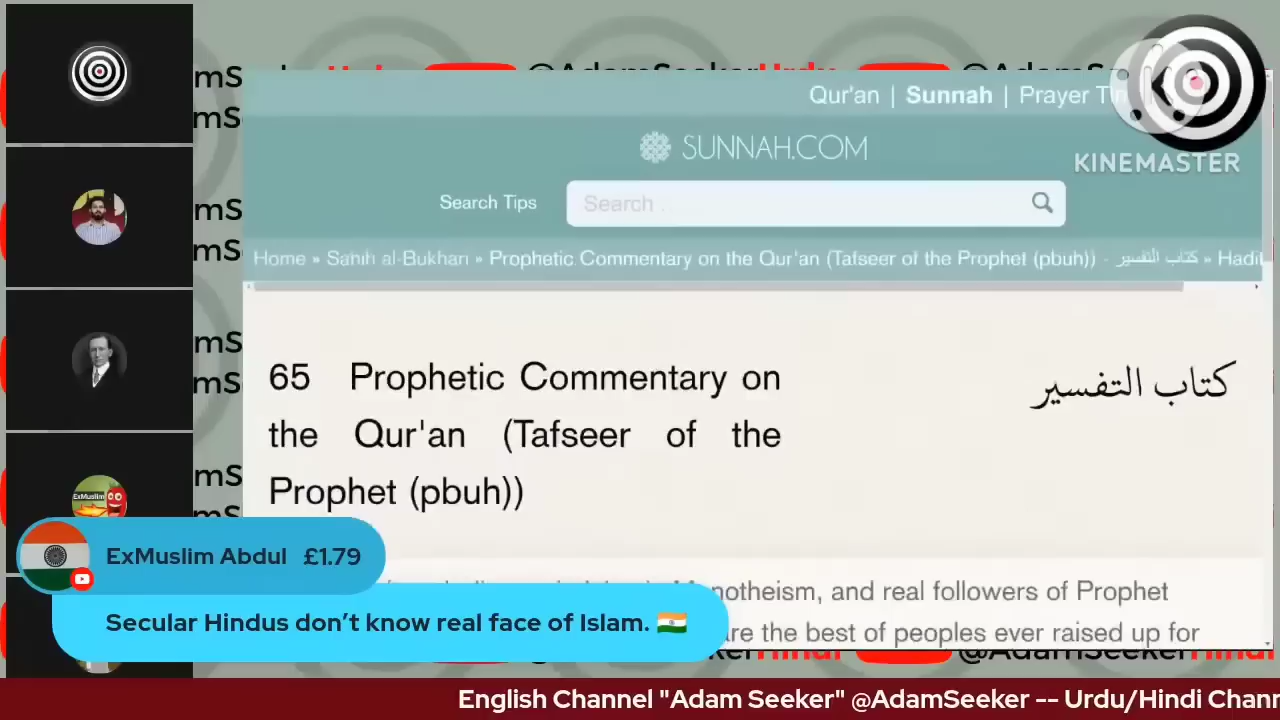 Qur'an | Sunnah | Prayer
SUNNAH.COM
KINEMASTER
Search Tips
Search
Home » Sahih al-Bukhari » Prophetic Commentary on the Qur'an (Tafseer of the Prophet (pbuh)) - كتاب التفسير »
65 Prophetic Commentary on
the Qur'an (Tafseer of the
Prophet (pbuh))
كتاب التفسير
ExMuslim
ExMuslim Abdul £1.79
Secular Hindus don’t know real face of Islam. 🇮🇳
and real followers of Prophet
are the best of peoples ever raised up for
English Channel "Adam Seeker" @AdamSeeker -- Urdu/Hindi